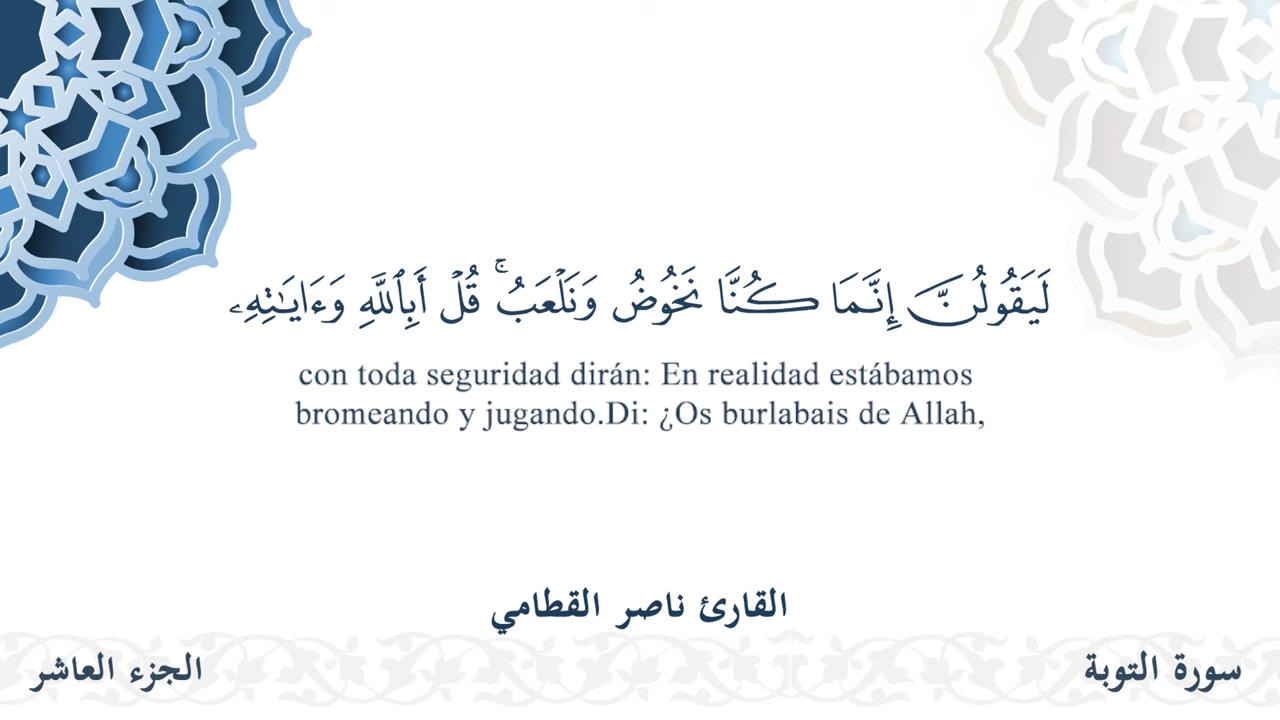 لَيَقُولُنَّ إِنَّمَا كُنَّا نَخُوضُ وَنَلۡعَبُۚ قُلۡ أَبِٱللَّهِ وَءَايَٰتِهِۦ
con toda seguridad dirán: En realidad estábamos
bromeando y jugando.Di: ¿Os burlabais de Allah,
القارئ ناصر القطامي
سورة التوبة
الجزء العاشر